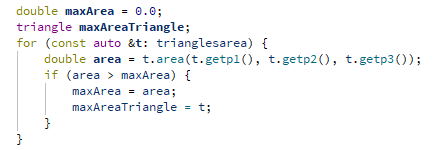 double maxArea = 0.0;
triangle maxAreaTriangle;
for (const auto &t: trianglesarea) {
    double area = t.area(t.getp1(), t.getp2(), t.getp3());
    if (area > maxArea) {
        maxArea = area;
        maxAreaTriangle = t;
    }
}